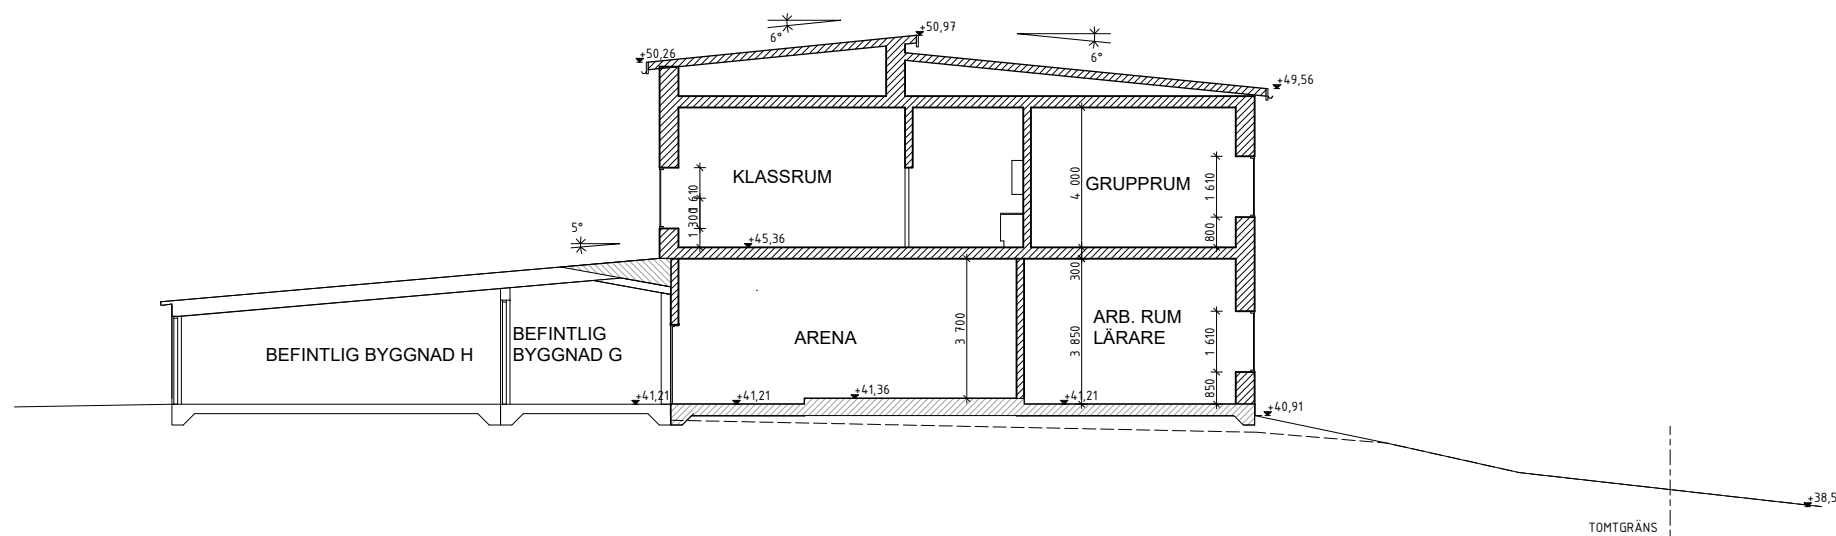 6°
+50,97
+50,26
6°
+49,56
KLASSRUM
1 610
1 300
4 000
GRUPPRUM
1 610
800
5°
+45,36
300
BEFINTLIG BYGGNAD H
BEFINTLIG
BYGGNAD G
ARENA
3 700
3 850
ARB. RUM
LÄRARE
1 610
850
+41,21
+41,21
+41,36
+41,21
+40,91
+38,5
TOMTGRÄNS